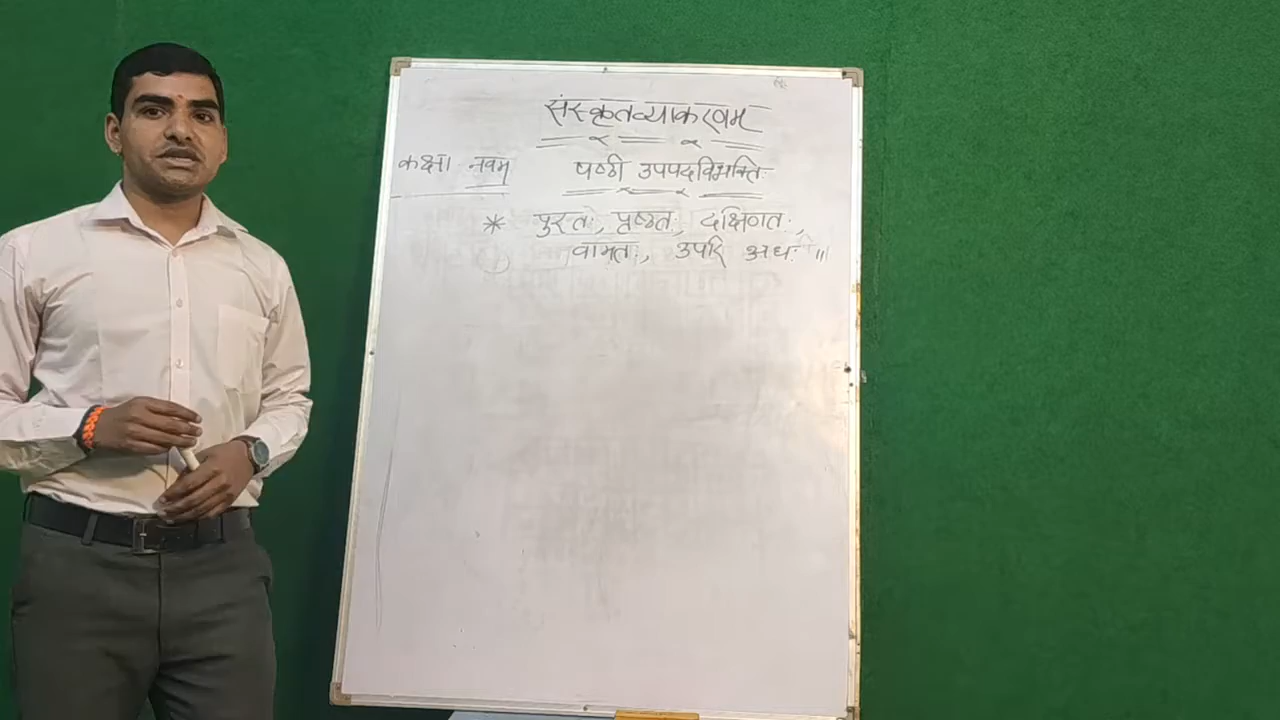 संस्कृतव्याकरणम्
कक्षा नवम्
षष्ठी उपपदविभक्तिः
* पुरतः, पृष्ठतः, दक्षिणतः,
वामतः, उपरि अधः ॥